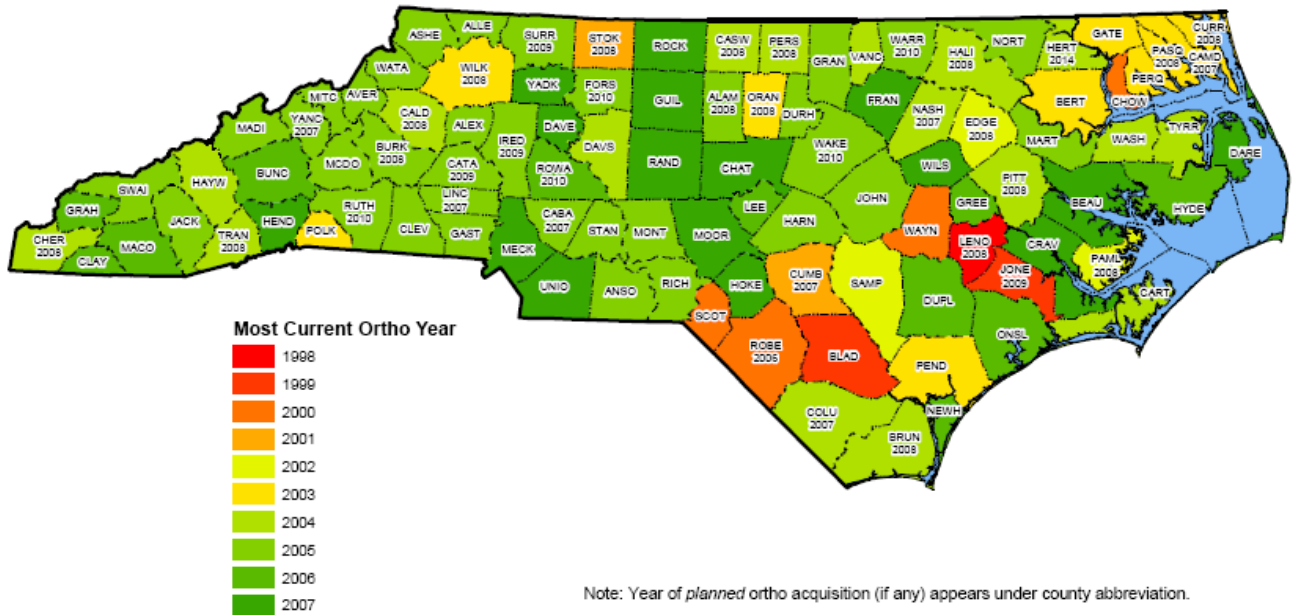 ASHE
ALLE
SURR
2009
STOK
2008
ROCK
CASW
2008
PERS
2008
GRAN
VANC
WARR
2010
HALI
2008
NORT
HERT
2014
GATE
PASQ
2008
CURR
2008
CAMD
2007
PERQ
CHOW
BERT
WATA
WILK
2008
YADK
FORS
2010
GUIL
ALAM
2008
ORAN
2008
DURH
FRAN
NASH
2007
EDGE
2008
MART
WASH
TYRR
DARE
MITC
AVER
YANC
2007
CALD
2008
ALEX
IRED
2009
DAVE
DAVS
RAND
CHAT
WAKE
2010
WILS
PITT
2008
BEAU
HYDE
MADI
BUNC
MCDO
BURK
2008
CATA
2009
ROWA
2010
LINC
2007
HAYW
SWAI
GRAH
JACK
HEND
POLK
RUTH
2010
CLEV
GAST
CABA
2007
STAN
MONT
MOOR
LEE
HARN
JOHN
WAYN
GREE
LENO
2008
CRAV
JONE
2009
PAML
2008
CART
CHER
2008
CLAY
MACO
TRAN
2008
MECK
UNIO
ANSO
RICH
HOKE
CUMB
2007
SAMP
DUPL
ONSL
SCOT
ROBE
BLAD
PEND
NEWH
COLU
2007
BRUN
2008
Most Current Ortho Year
1998
1999
2000
2001
2002
2003
2004
2005
2006
2007
Note: Year of planned ortho acquisition (if any) appears under county abbreviation.